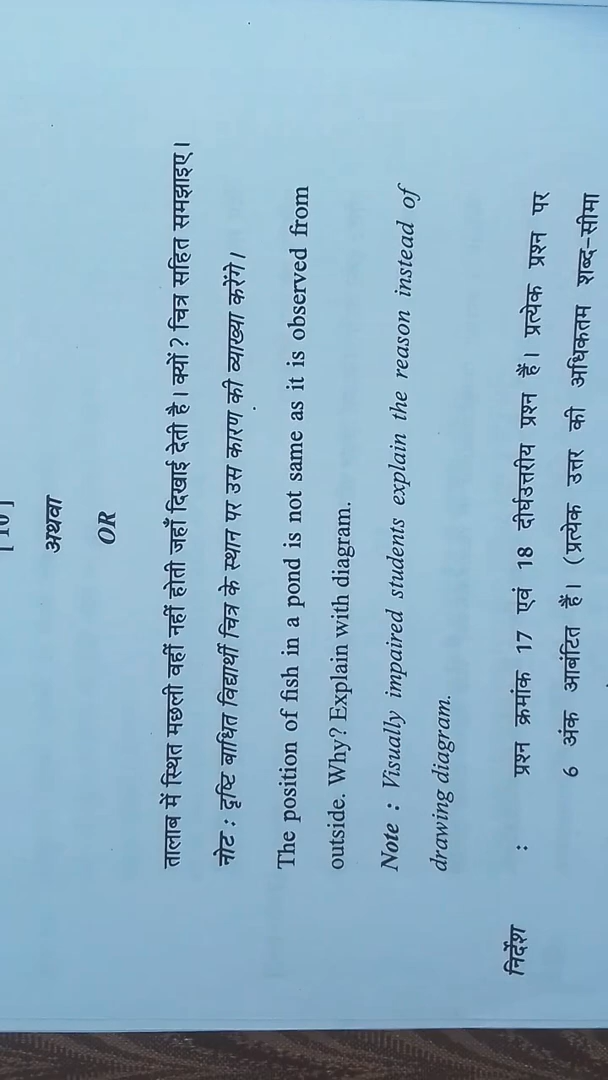 [10]
अथवा
OR
तालाब में स्थित मछली वहीं नहीं होती जहाँ दिखाई देती है। क्यों? चित्र सहित समझाइए।
नोट : दृष्टि बाधित विद्यार्थी चित्र के स्थान पर उस कारण की व्याख्या करेंगे।
The position of fish in a pond is not same as it is observed from
outside. Why? Explain with diagram.
Note : Visually impaired students explain the reason instead of
drawing diagram.
निर्देश : प्रश्न क्रमांक 17 एवं 18 दीर्घउत्तरीय प्रश्न हैं। प्रत्येक प्रश्न पर
6 अंक आबंटित हैं। (प्रत्येक उत्तर की अधिकतम शब्द-सीमा